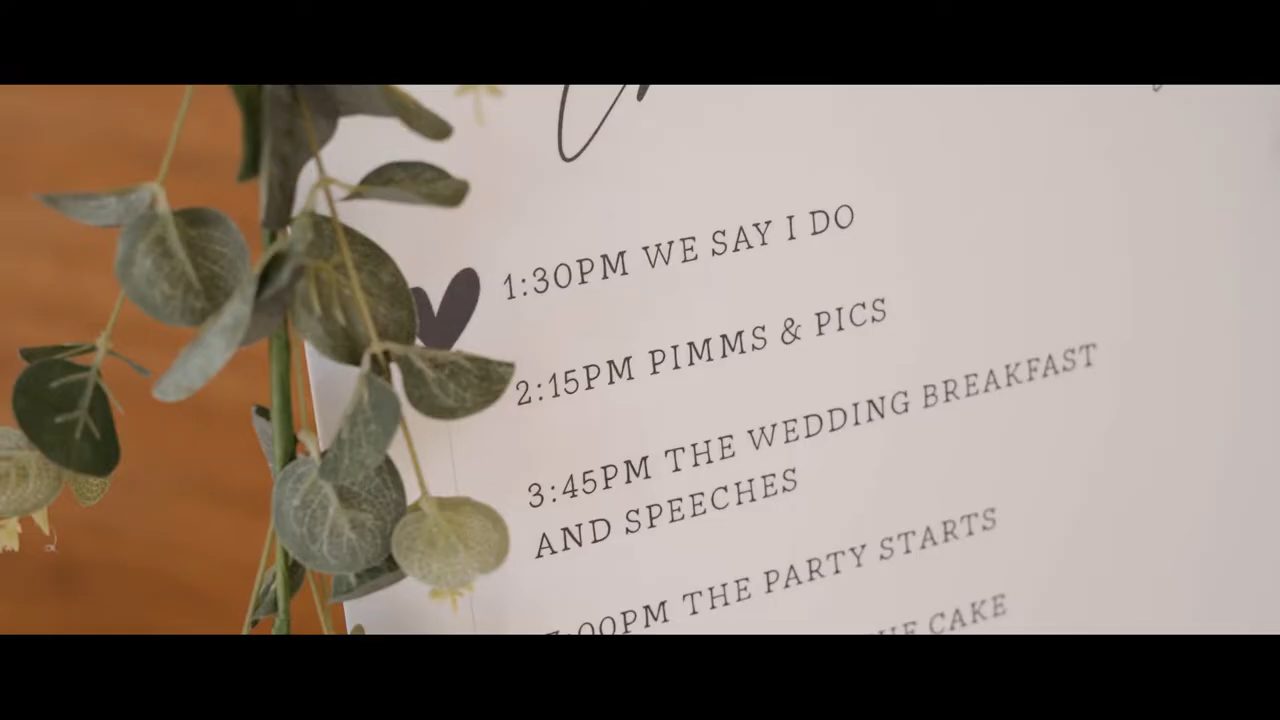 1:30PM WE SAY I DO
2:15PM PIMMS & PICS
3:45PM THE WEDDING BREAKFAST
AND SPEECHES
THE PARTY STARTS
CAKE